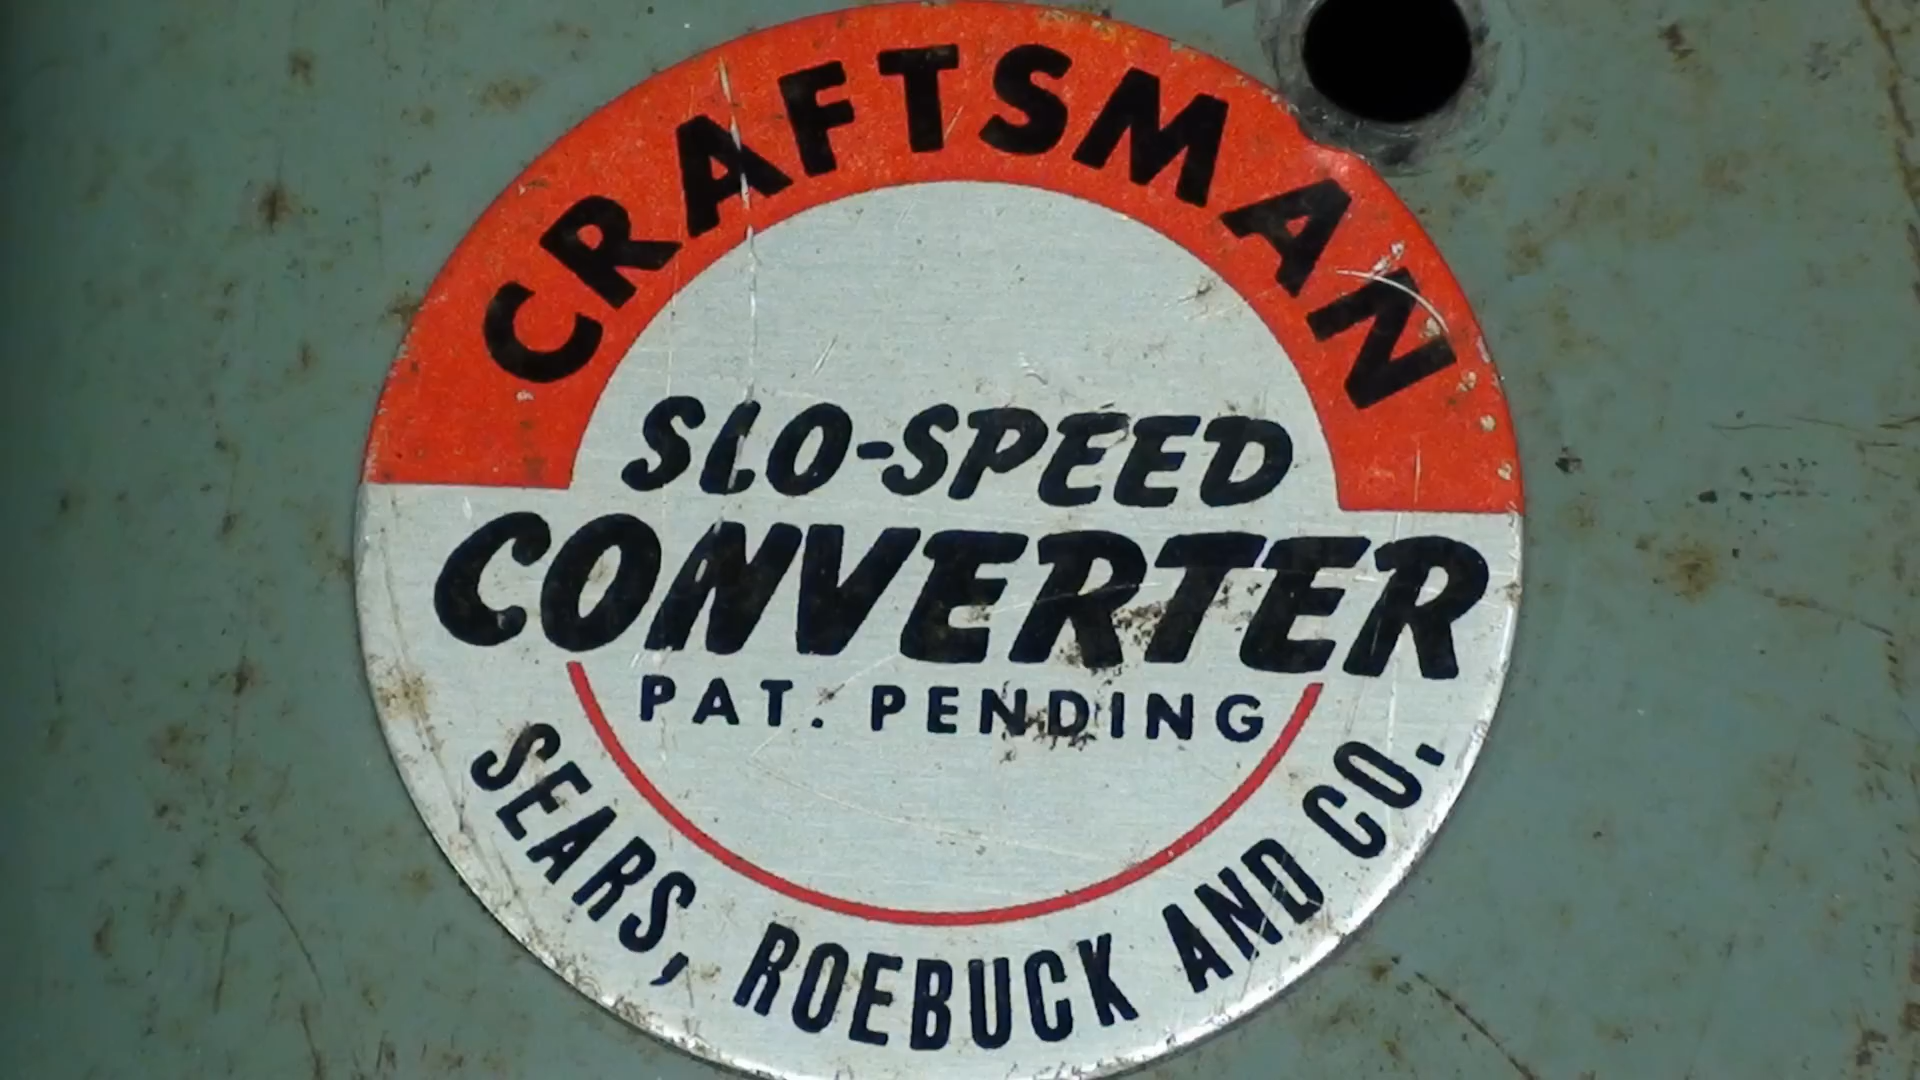 CRAFTSMAN
SLO-SPEED
CONVERTER
PAT. PENDING
SEARS, ROEBUCK AND CO.